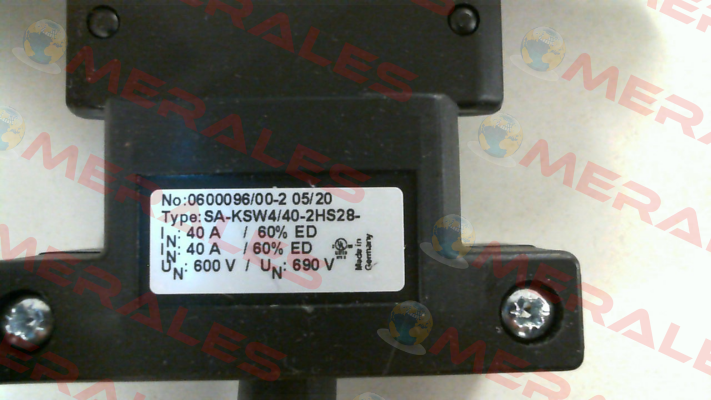 MERALES
No:0600096/00-2 05/20
Type:SA-KSW4/40-2HS28-
IN: 40 A / 60% ED
IN: 40 A / 60% ED
UN: 600 V / UN: 690 V
Made in
Germany
MERALES
MERALES
MERALES